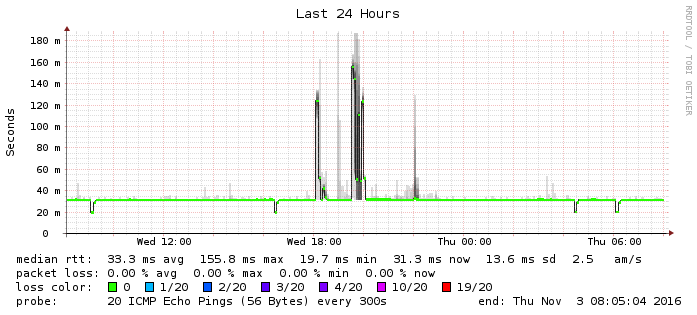 Last 24 Hours
RRDTOOL / TOBI OETIKER
Seconds
180 m
160 m
140 m
120 m
100 m
80 m
60 m
40 m
20 m
0
Wed 12:00 Wed 18:00 Thu 00:00 Thu 06:00
median rtt: 33.3 ms avg 155.8 ms max 19.7 ms min 31.3 ms now 13.6 ms sd 2.5 am/s
packet loss: 0.00 % avg 0.00 % max 0.00 % min 0.00 % now
loss color: 0 1/20 2/20 3/20 4/20 10/20 19/20
probe: 20 ICMP Echo Pings (56 Bytes) every 300s end: Thu Nov 3 08:05:04 2016